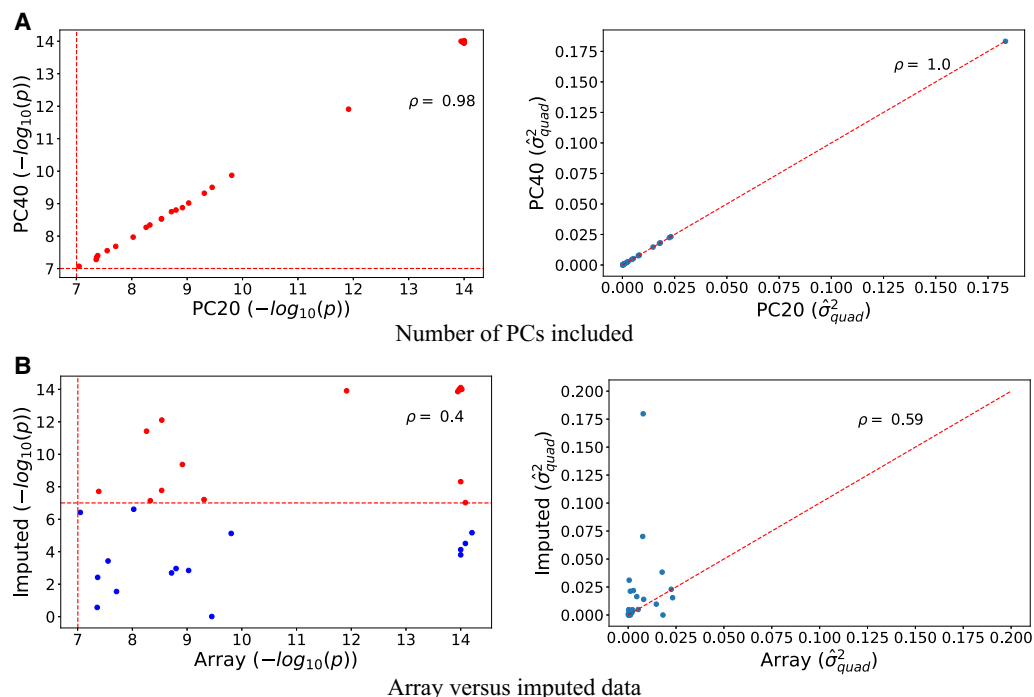 A
14
13
12
11
10
9
8
7
PC40 (−log10(p))
ρ = 0.98
7 8 9 10 11 12 13 14
PC20 (−log10(p))
0.175
0.150
0.125
0.100
0.075
0.050
0.025
0.000
PC40 (σ̂²quad)
ρ = 1.0
0.000 0.025 0.050 0.075 0.100 0.125 0.150 0.175
PC20 (σ̂²quad)
Number of PCs included
B
14
12
10
8
6
4
2
0
Imputed (−log10(p))
ρ = 0.4
7 8 9 10 11 12 13 14
Array (−log10(p))
0.200
0.175
0.150
0.125
0.100
0.075
0.050
0.025
0.000
Imputed (σ̂²quad)
ρ = 0.59
0.000 0.025 0.050 0.075 0.100 0.125 0.150 0.175 0.200
Array (σ̂²quad)
Array versus imputed data